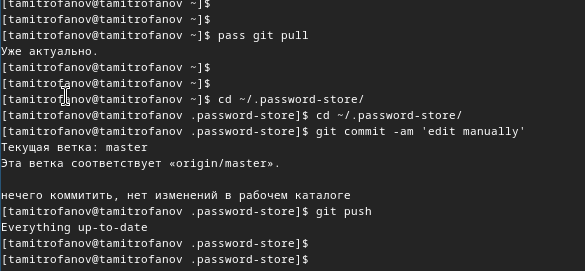 [tamitrofanov@tamitrofanov ~]$
[tamitrofanov@tamitrofanov ~]$
[tamitrofanov@tamitrofanov ~]$ pass git pull
Уже актуально.
[tamitrofanov@tamitrofanov ~]$
[tamitrofanov@tamitrofanov ~]$
[tamitrofanov@tamitrofanov ~]$ cd ~/.password-store/
[tamitrofanov@tamitrofanov .password-store]$ cd ~/.password-store/
[tamitrofanov@tamitrofanov .password-store]$ git commit -am 'edit manually'
Текущая ветка: master
Эта ветка соответствует «origin/master».
нечего коммитить, нет изменений в рабочем каталоге
[tamitrofanov@tamitrofanov .password-store]$ git push
Everything up-to-date
[tamitrofanov@tamitrofanov .password-store]$
[tamitrofanov@tamitrofanov .password-store]$